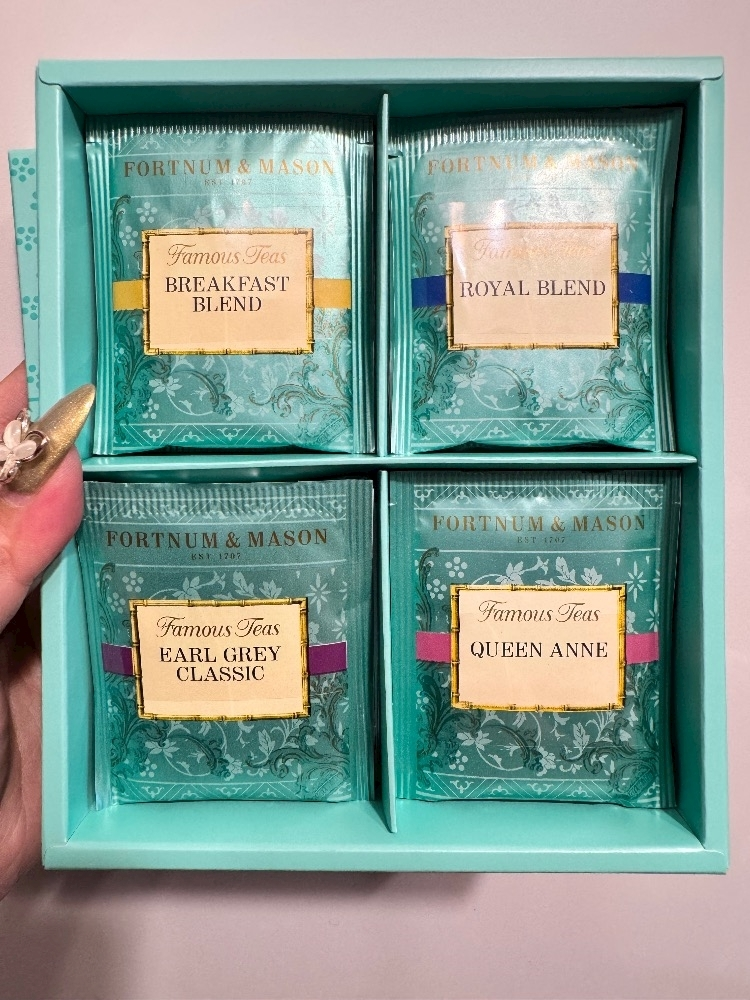 FORTNUM & MASON
EST 1707
Famous Teas
BREAKFAST
BLEND
FORTNUM & MASON
Famous Teas
ROYAL BLEND
FORTNUM & MASON
EST 1707
Famous Teas
EARL GREY
CLASSIC
FORTNUM & MASON
EST 1707
Famous Teas
QUEEN ANNE